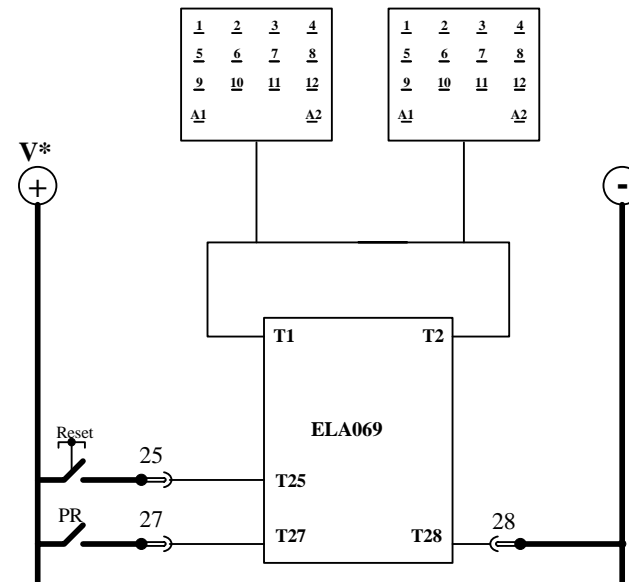 1 2 3 4 1 2 3 4
5 6 7 8 5 6 7 8
9 10 11 12 9 10 11 12
A1 A2 A1 A2
V*
+ -
T1 T2
ELA069
Reset
25
T25
PR 27 28
T27 T28